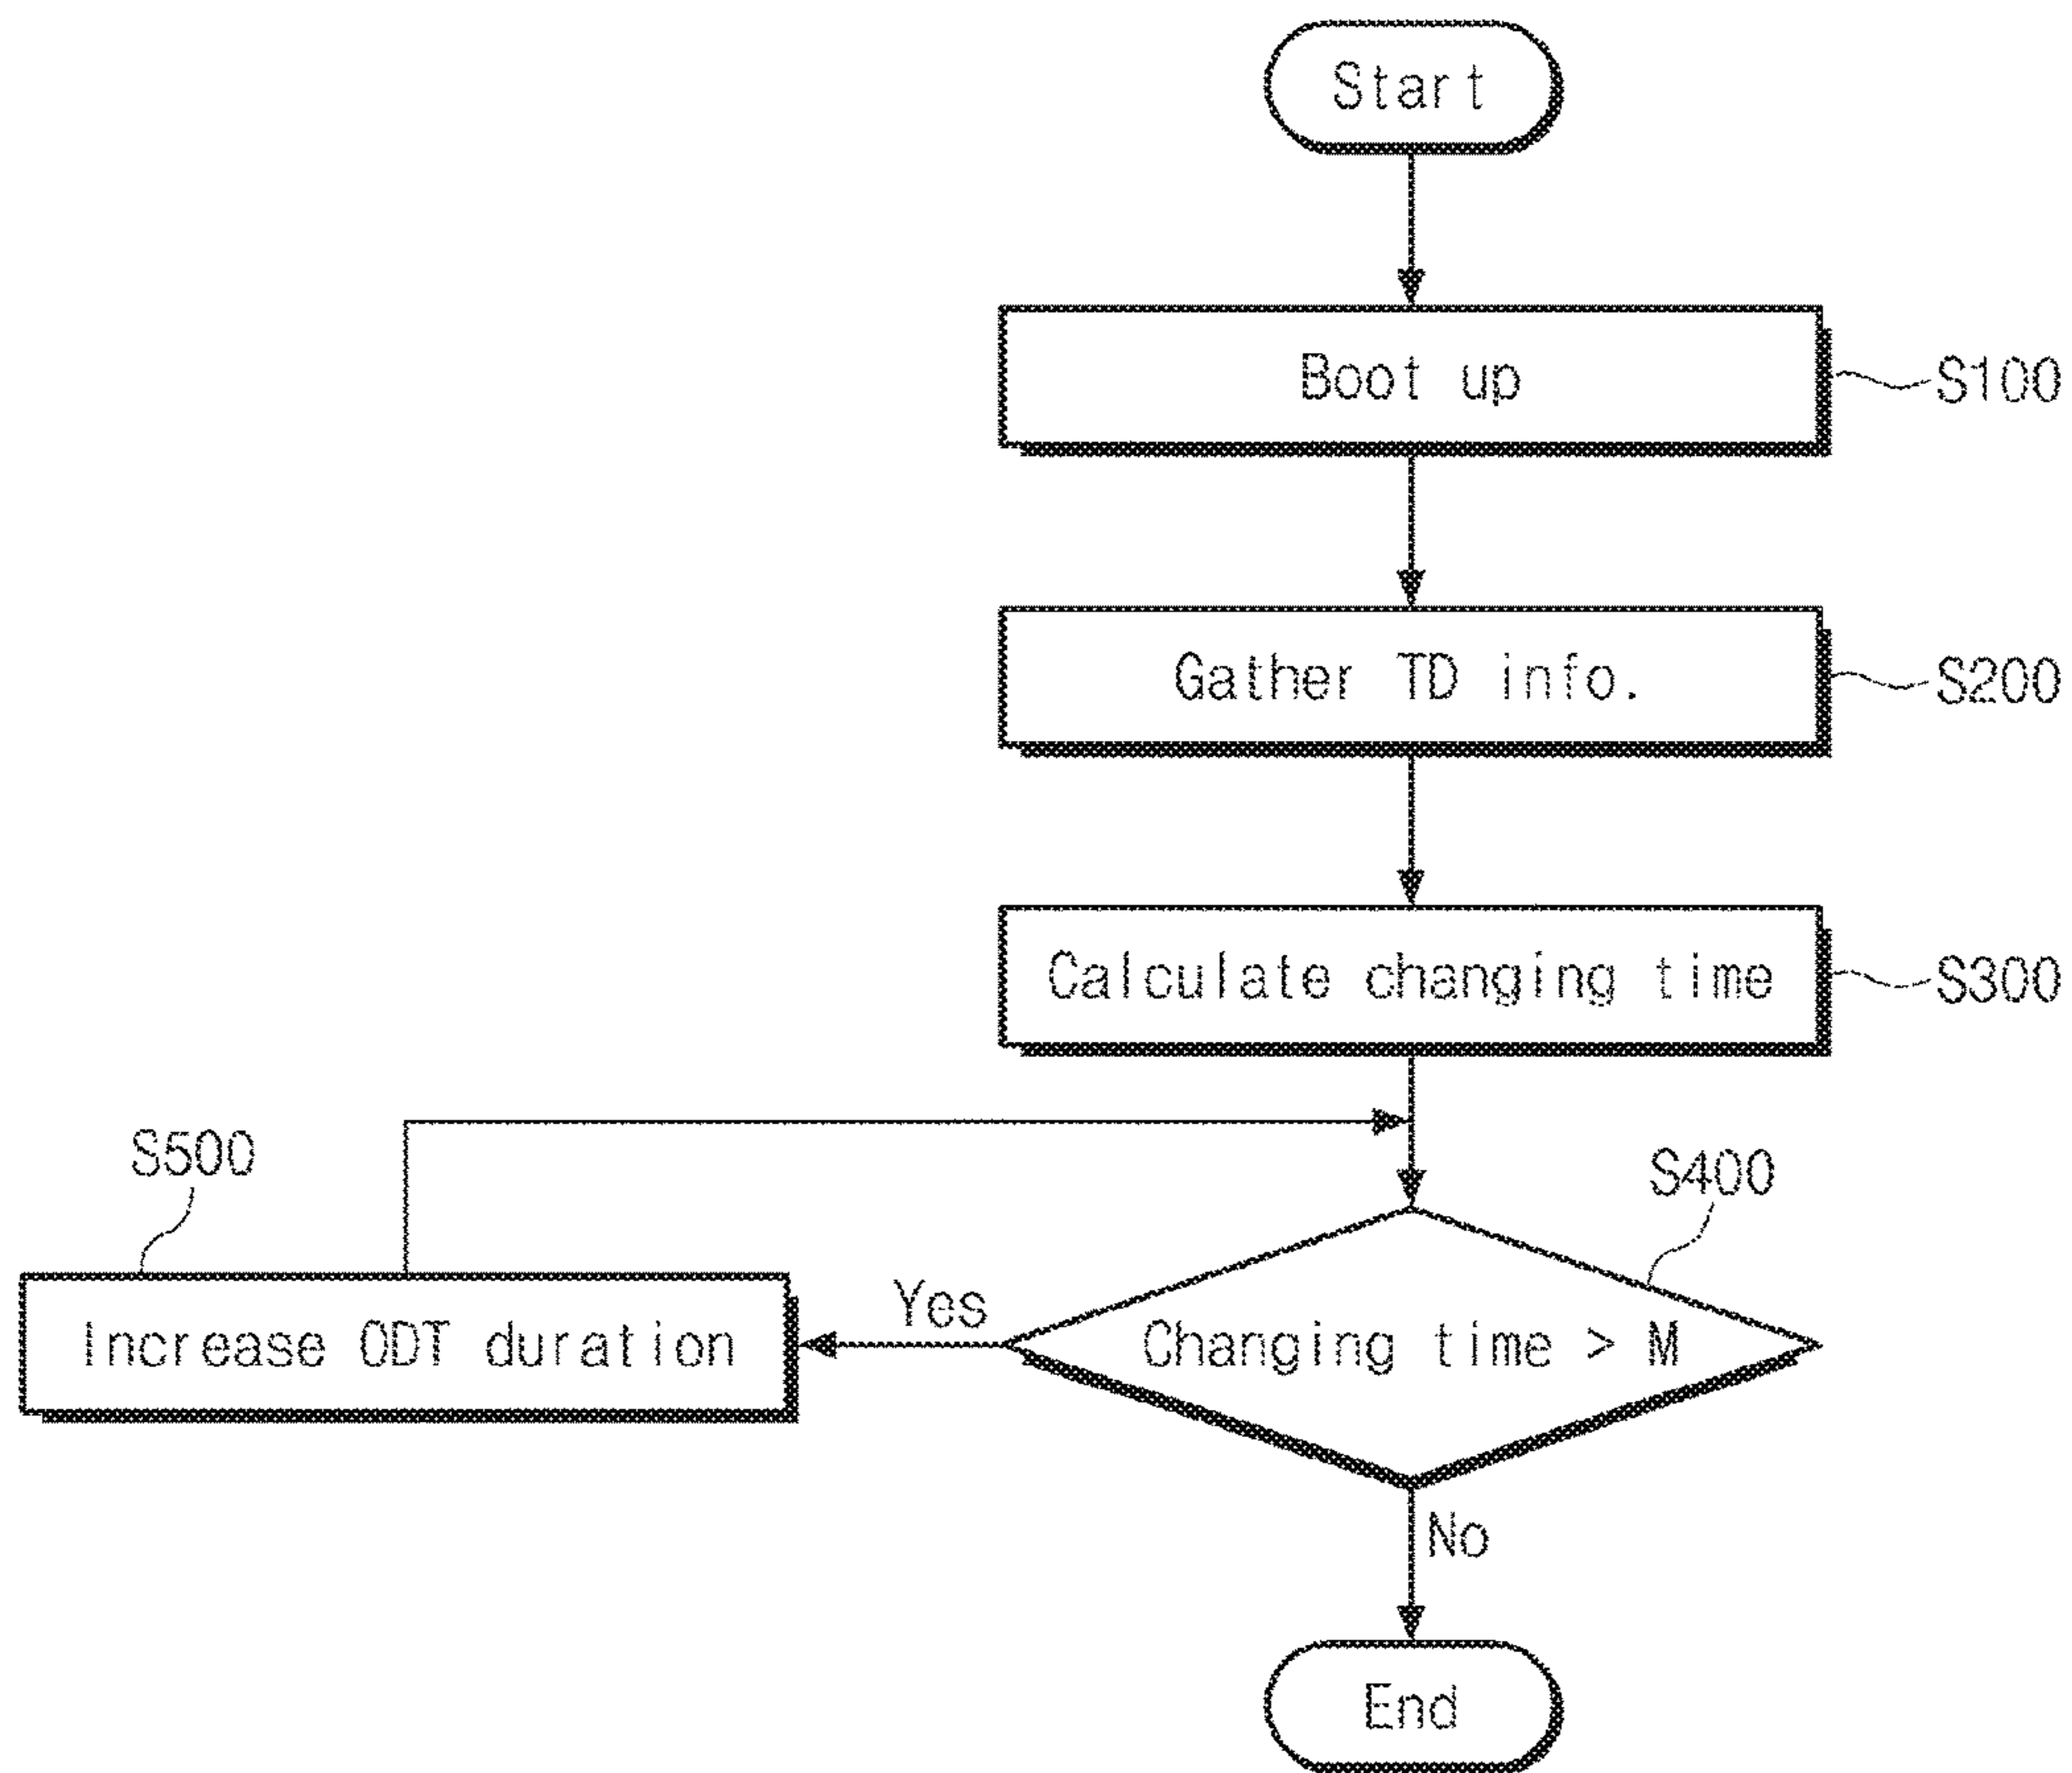 Start
Boot up
S100
Gather TD info.
S200
Calculate changing time
S300
S500
S400
Increase ODT duration
Yes
Changing time > M
No
End